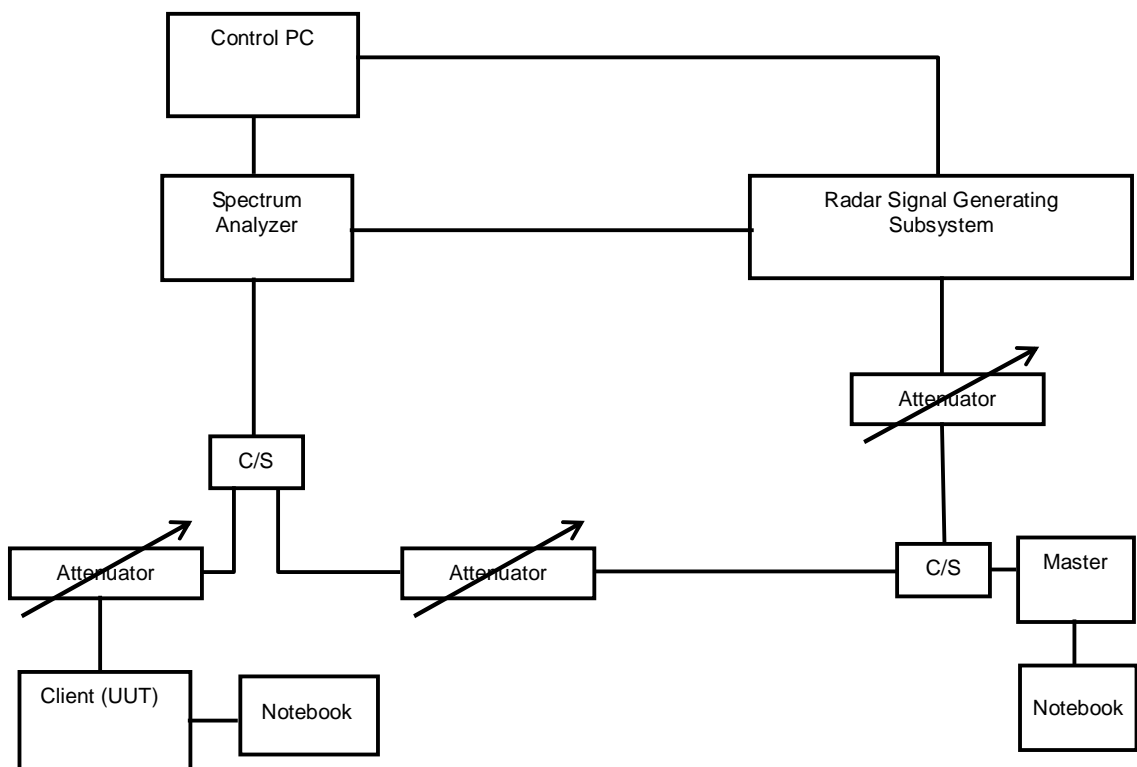 Control PC
Spectrum
Analyzer
Radar Signal Generating
Subsystem
Attenuator
C/S
Attenuator
Attenuator
C/S
Master
Client (UUT)
Notebook
Notebook